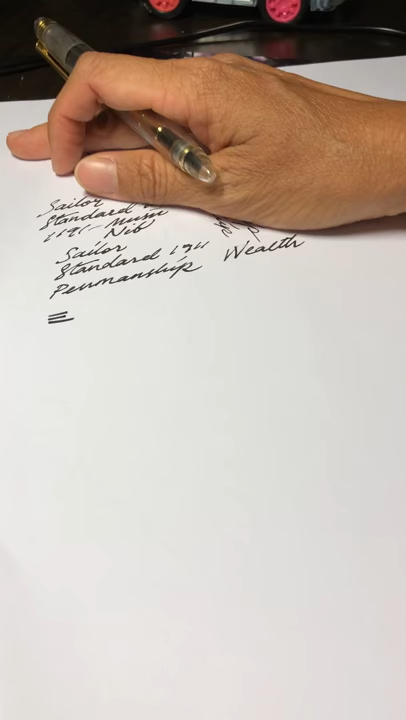 Sailor
Standard
Nib
Sailor
Standard 1911
Penmanship
Wealth